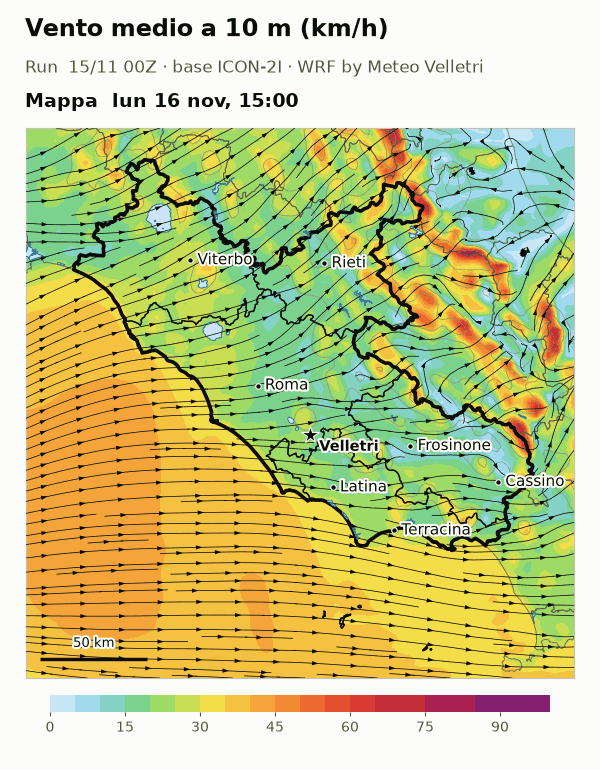 Vento medio a 10 m (km/h)
Run 15/11 00Z · base ICON-2I · WRF by Meteo Velletri
Mappa lun 16 nov, 15:00
Viterbo
Rieti
Roma
Velletri
Frosinone
Latina
Cassino
Terracina
50 km
0 15 30 45 60 75 90